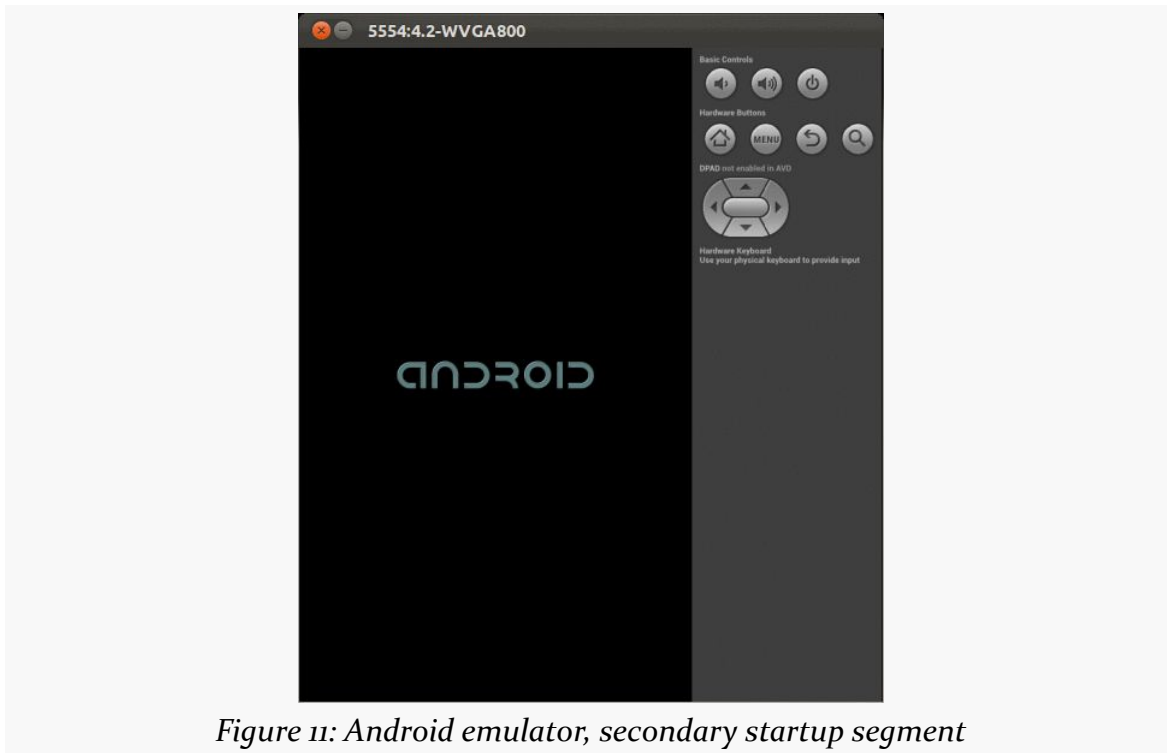 5554:4.2-WVGA800
Basic Controls
Hardware Buttons
MENU
DPAD not enabled in AVD
Hardware Keyboard
Use your physical keyboard to provide input
ANDROID
Figure 11: Android emulator, secondary startup segment